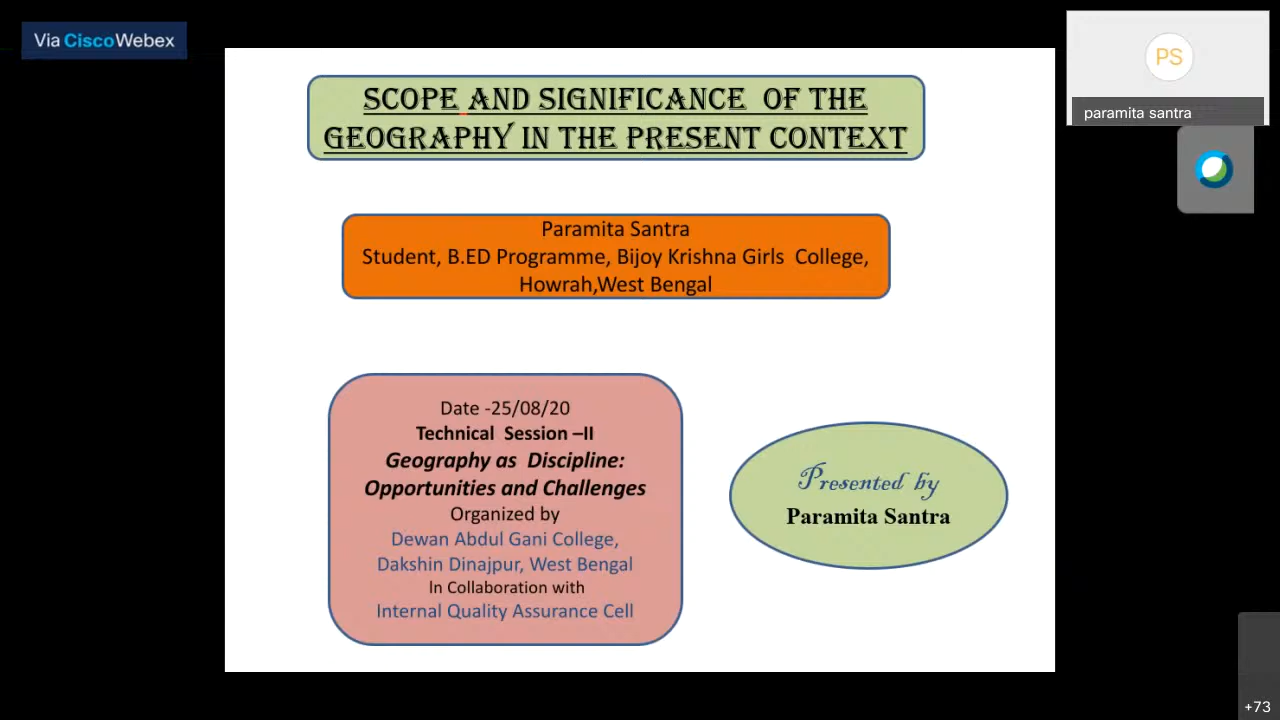 Via CiscoWebex
PS
paramita santra
SCOPE AND SIGNIFICANCE OF THE
GEOGRAPHY IN THE PRESENT CONTEXT
Paramita Santra
Student, B.ED Programme, Bijoy Krishna Girls College,
Howrah,West Bengal
Date -25/08/20
Technical Session –II
Geography as Discipline:
Opportunities and Challenges
Organized by
Dewan Abdul Gani College,
Dakshin Dinajpur, West Bengal
In Collaboration with
Internal Quality Assurance Cell
Presented by
Paramita Santra
+73